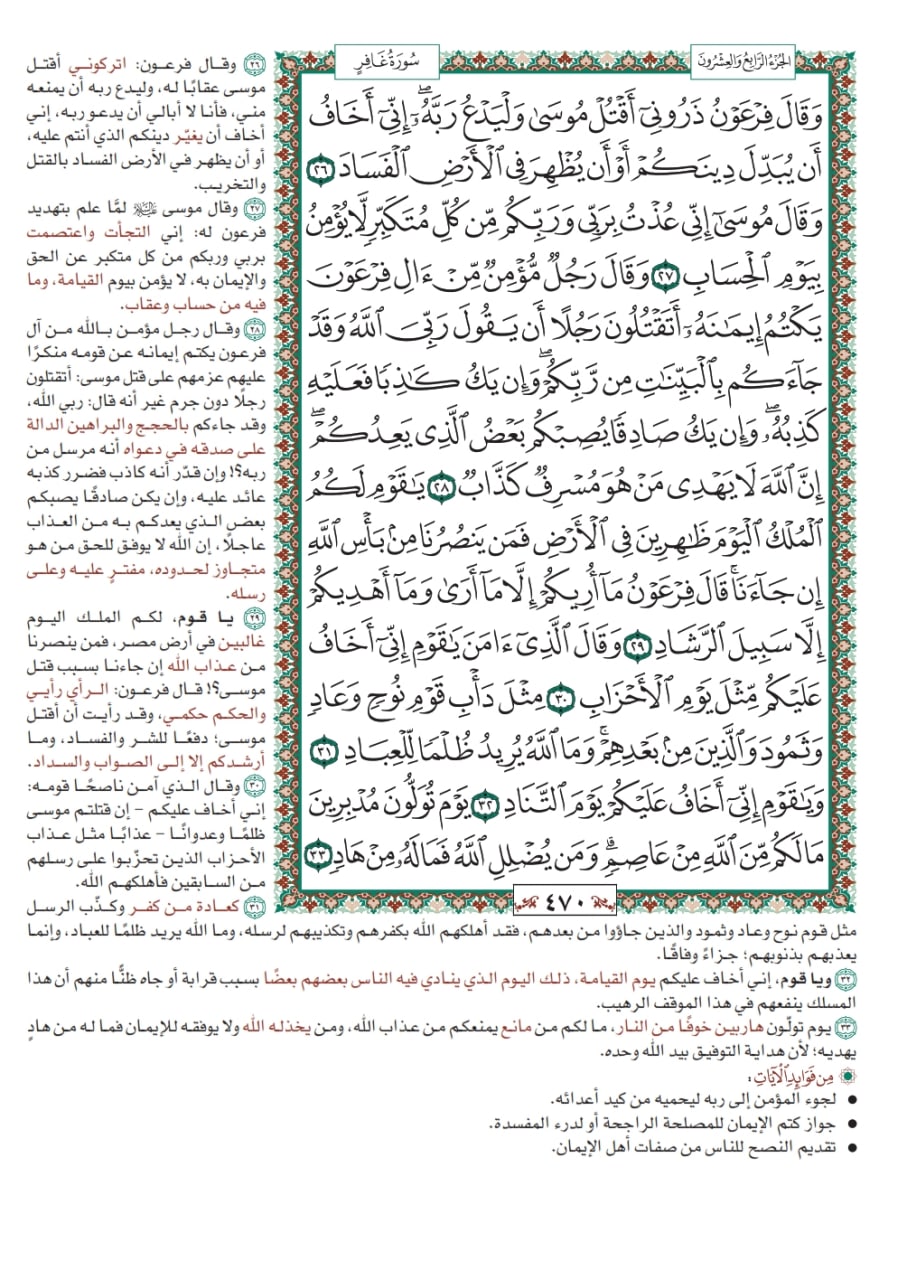 الجزء الرابع والعشرون
سورة غافر
وَقَالَ فِرْعَوْنُ ذَرُونِيٓ أَقْتُلْ مُوسَىٰ وَلْيَدْعُ رَبَّهُۥٓۖ إِنِّيٓ أَخَافُ
أَن يُبَدِّلَ دِينَكُمْ أَوْ أَن يُظْهِرَ فِي ٱلْأَرْضِ ٱلْفَسَادَ ٢٦
وَقَالَ مُوسَىٰٓ إِنِّي عُذْتُ بِرَبِّي وَرَبِّكُم مِّن كُلِّ مُتَكَبِّرٍ لَّا يُؤْمِنُ
بِيَوْمِ ٱلْحِسَابِ ٢٧ وَقَالَ رَجُلٌ مُّؤْمِنٌ مِّنْ ءَالِ فِرْعَوْنَ
يَكْتُمُ إِيمَٰنَهُۥٓ أَتَقْتُلُونَ رَجُلًا أَن يَقُولَ رَبِّيَ ٱللَّهُ وَقَدْ
جَآءَكُم بِٱلْبَيِّنَٰتِ مِن رَّبِّكُمْۖ وَإِن يَكُ كَٰذِبًا فَعَلَيْهِ
كَذِبُهُۥۖ وَإِن يَكُ صَادِقًا يُصِبْكُم بَعْضُ ٱلَّذِي يَعِدُكُمْۖ
إِنَّ ٱللَّهَ لَا يَهْدِي مَنْ هُوَ مُسْرِفٌ كَذَّابٌ ٢٨ يَٰقَوْمِ لَكُمُ
ٱلْمُلْكُ ٱلْيَوْمَ ظَٰهِرِينَ فِي ٱلْأَرْضِ فَمَن يَنصُرُنَا مِنۢ بَأْسِ ٱللَّهِ
إِن جَآءَنَاۚ قَالَ فِرْعَوْنُ مَآ أُرِيكُمْ إِلَّا مَآ أَرَىٰ وَمَآ أَهْدِيكُمْ
إِلَّا سَبِيلَ ٱلرَّشَادِ ٢٩ وَقَالَ ٱلَّذِيٓ ءَامَنَ يَٰقَوْمِ إِنِّيٓ أَخَافُ
عَلَيْكُم مِّثْلَ يَوْمِ ٱلْأَحْزَابِ ٣٠ مِثْلَ دَأْبِ قَوْمِ نُوحٍ وَعَادٍ
وَثَمُودَ وَٱلَّذِينَ مِنۢ بَعْدِهِمْۚ وَمَا ٱللَّهُ يُرِيدُ ظُلْمًا لِّلْعِبَادِ ٣١
وَيَٰقَوْمِ إِنِّيٓ أَخَافُ عَلَيْكُمْ يَوْمَ ٱلتَّنَادِ ٣٢ يَوْمَ تُوَلُّونَ مُدْبِرِينَ
مَا لَكُم مِّنَ ٱللَّهِ مِنْ عَاصِمٍۗ وَمَن يُضْلِلِ ٱللَّهُ فَمَا لَهُۥ مِنْ هَادٍ ٣٣
٤٧٠
٢٦ وقال فرعون: اتركوني أقتل
موسى عقابًا له، وليدع ربه أن يمنعه
مني، فأنا لا أبالي أن يدعو ربه، إني
أخاف أن يغيّر دينكم الذي أنتم عليه،
أو أن يظهر في الأرض الفساد بالقتل
والتخريب.
٢٧ وقال موسى ﷺ لمَّا علم بتهديد
فرعون له: إني التجأت واعتصمت
بربي وربكم من كل متكبر عن الحق
والإيمان به، لا يؤمن بيوم القيامة، وما
فيه من حساب وعقاب.
٢٨ وقال رجل مؤمن بالله من آل
فرعون يكتم إيمانه عن قومه منكرًا
عليهم عزمهم على قتل موسى: أتقتلون
رجلًا دون جرم غير أنه قال: ربي الله،
وقد جاءكم بالحجج والبراهين الدالة
على صدقه في دعواه أنه مرسل من
ربه؟! وإن قدّر أنه كاذب فضرر كذبه
عائد عليه، وإن يكن صادقًا يصبكم
بعض الذي يعدكم به من العذاب
عاجلًا، إن الله لا يوفق للحق من هو
متجاوز لحدوده، مفترٍ عليه وعلى
رسله.
٢٩ يا قوم، لكم الملك اليوم
غالبين في أرض مصر، فمن ينصرنا
من عذاب الله إن جاءنا بسبب قتل
موسى؟! قال فرعون: الرأي رأيي
والحكم حكمي، وقد رأيت أن أقتل
موسى؛ دفعًا للشر والفساد، وما
أرشدكم إلا إلى الصواب والسداد.
٣٠ وقال الذي آمن ناصحًا قومه:
إني أخاف عليكم - إن قتلتم موسى
ظلمًا وعدوانًا - عذابًا مثل عذاب
الأحزاب الذين تحزّبوا على رسلهم
من السابقين فأهلكهم الله.
٣١ كعادة من كفر وكذّب الرسل
مثل قوم نوح وعاد وثمود والذين جاؤوا من بعدهم، فقد أهلكهم الله بكفرهم وتكذيبهم لرسله، وما الله يريد ظلمًا للعباد، وإنما
يعذبهم بذنوبهم؛ جزاءً وفاقًا.
٣٢ ويا قوم، إني أخاف عليكم يوم القيامة، ذلك اليوم الذي ينادي فيه الناس بعضهم بعضًا بسبب قرابة أو جاه ظنًّا منهم أن هذا
المسلك ينفعهم في هذا الموقف الرهيب.
٣٣ يوم تولّون هاربين خوفًا من النار، ما لكم من مانع يمنعكم من عذاب الله، ومن يخذله الله ولا يوفقه للإيمان فما له من هادٍ
يهديه؛ لأن هداية التوفيق بيد الله وحده.
من فوائد الآيات:
● لجوء المؤمن إلى ربه ليحميه من كيد أعدائه.
● جواز كتم الإيمان للمصلحة الراجحة أو لدرء المفسدة.
● تقديم النصح للناس من صفات أهل الإيمان.